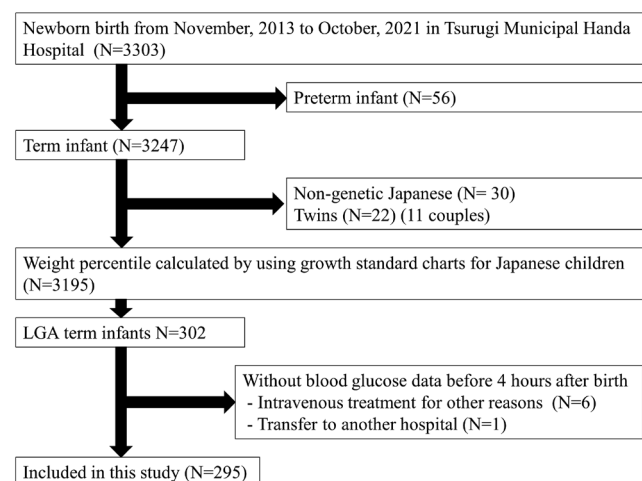 Newborn birth from November, 2013 to October, 2021 in Tsurugi Municipal Handa
Hospital (N=3303)
Preterm infant (N=56)
Term infant (N=3247)
Non-genetic Japanese (N= 30)
Twins (N=22) (11 couples)
Weight percentile calculated by using growth standard charts for Japanese children
(N=3195)
LGA term infants N=302
Without blood glucose data before 4 hours after birth
- Intravenous treatment for other reasons (N=6)
- Transfer to another hospital (N=1)
Included in this study (N=295)